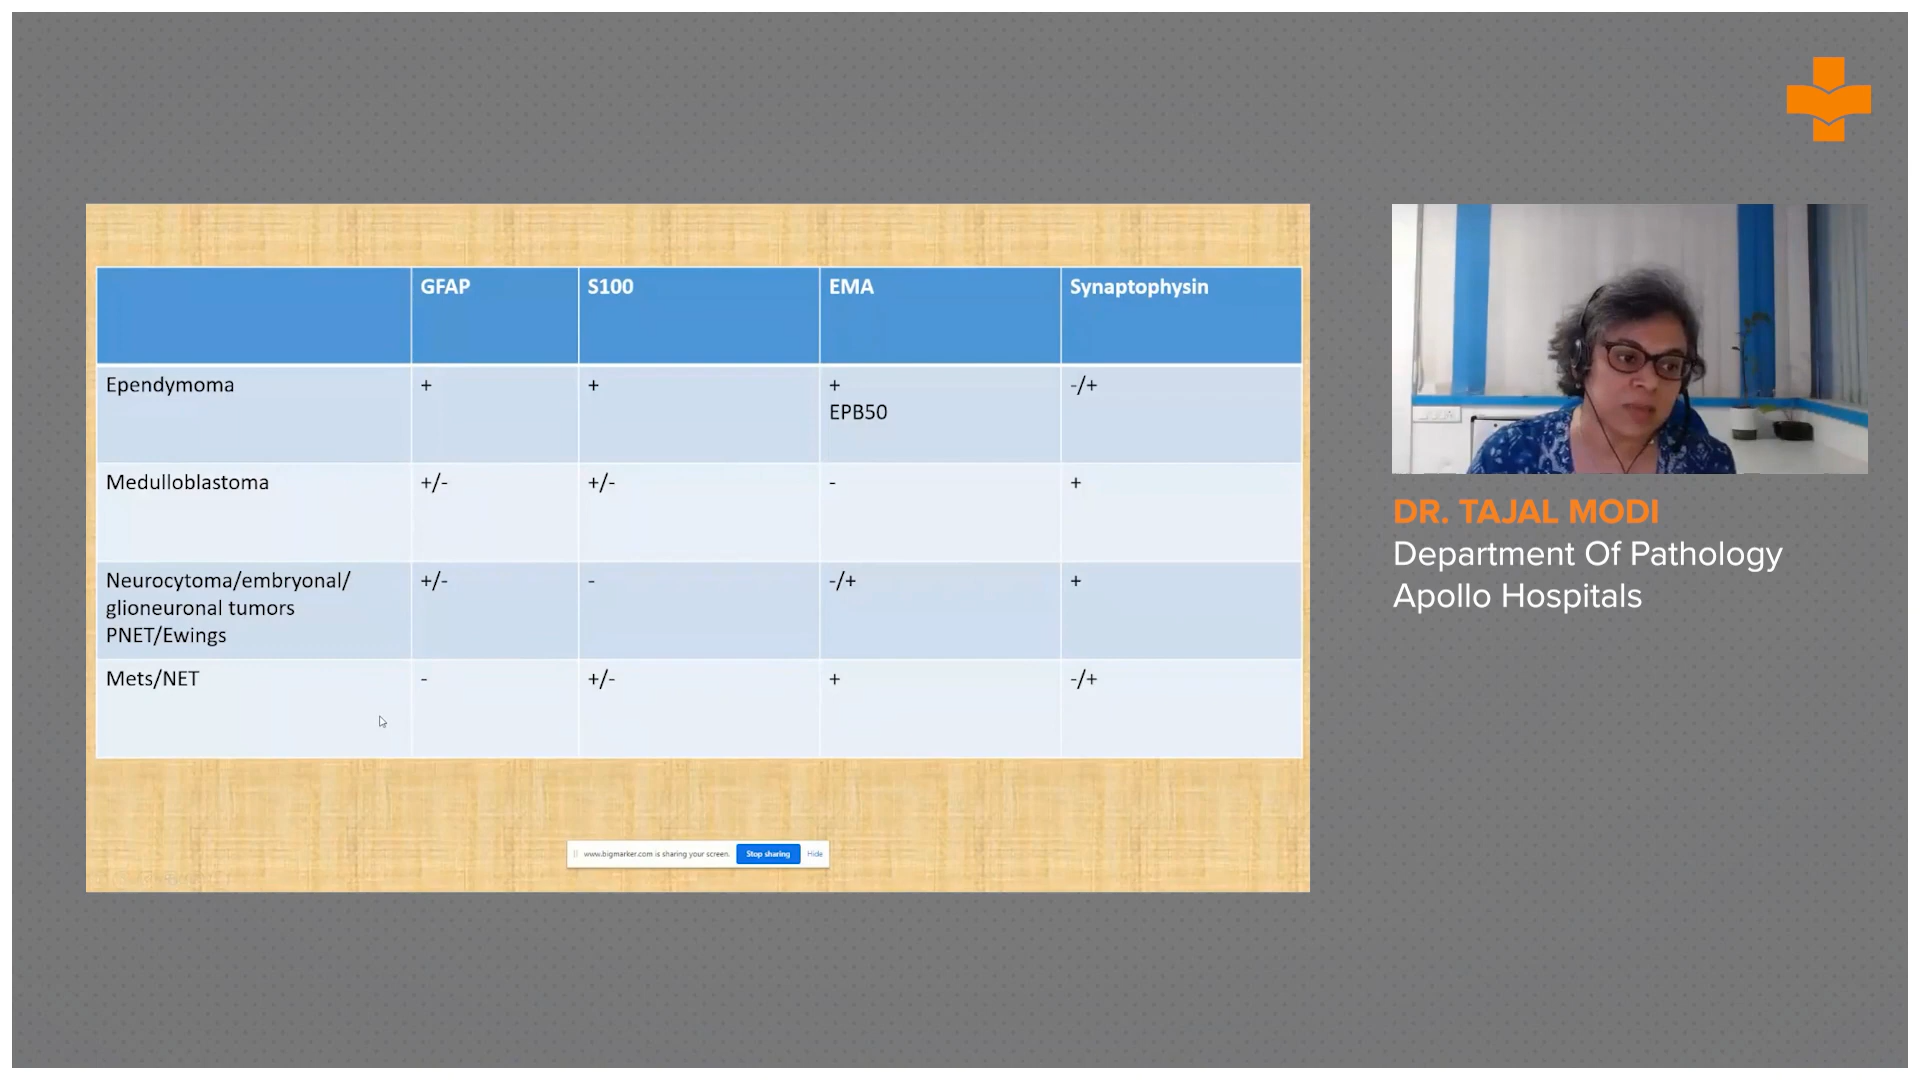 GFAP S100 EMA Synaptophysin
Ependymoma + + + -/+
EPB50
Medulloblastoma +/- +/- - +
Neurocytoma/embryonal/ +/- - -/+ +
glioneuronal tumors
PNET/Ewings
Mets/NET - +/- + -/+
www.bigmarker.com is sharing your screen. Stop sharing Hide
DR. TAJAL MODI
Department Of Pathology
Apollo Hospitals